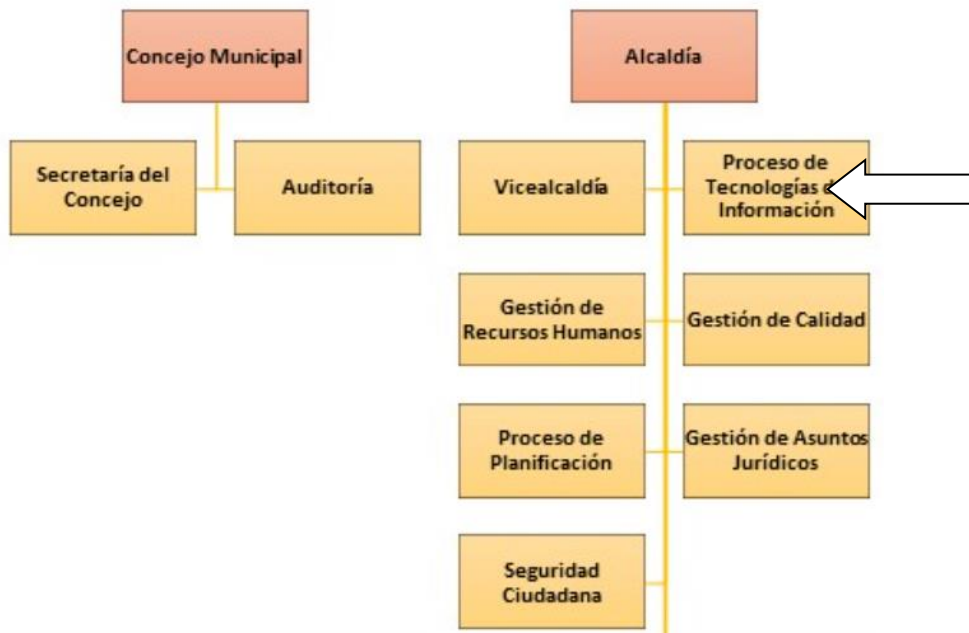 Concejo Municipal
Alcaldía
Secretaría del
Concejo
Auditoría
Vicealcaldía
Proceso de
Tecnologías
Información
Gestión de
Recursos Humanos
Gestión de Calidad
Proceso de
Planificación
Gestión de Asuntos
Jurídicos
Seguridad
Ciudadana